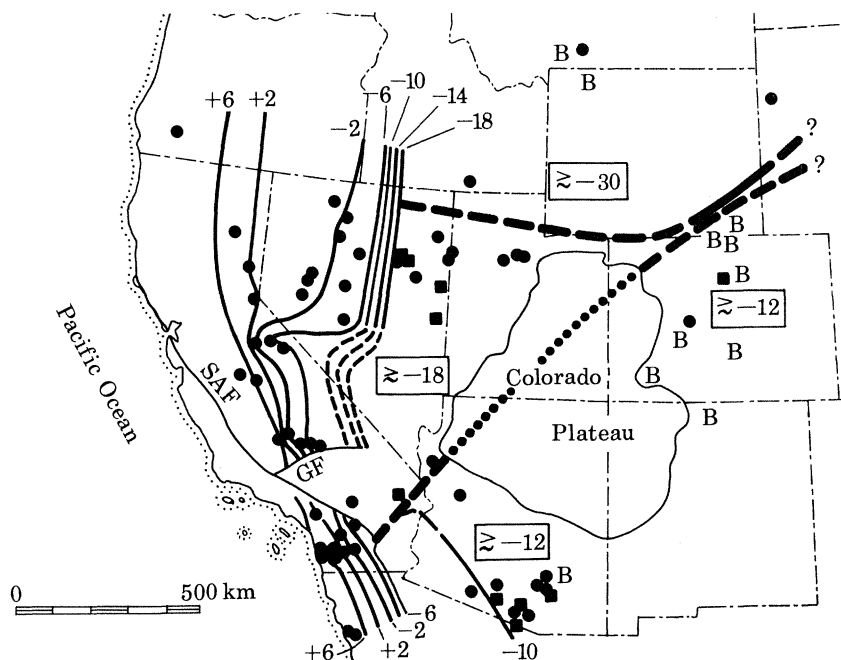 B
B
+6 +2 −2 −6 −10 −14 −18
?
?
≷ −30
B
B B
B
≷ −12
B
B
B
B
Pacific Ocean
SAF
≷ −18
Colorado
Plateau
GF
≷ −12
B
0 500 km
−6
−2
+6 +2 −10